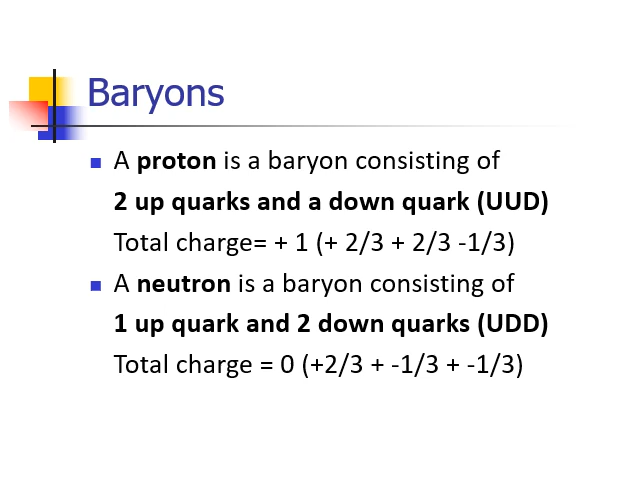 Baryons
A proton is a baryon consisting of
2 up quarks and a down quark (UUD)
Total charge= + 1 (+ 2/3 + 2/3 -1/3)
A neutron is a baryon consisting of
1 up quark and 2 down quarks (UDD)
Total charge = 0 (+2/3 + -1/3 + -1/3)